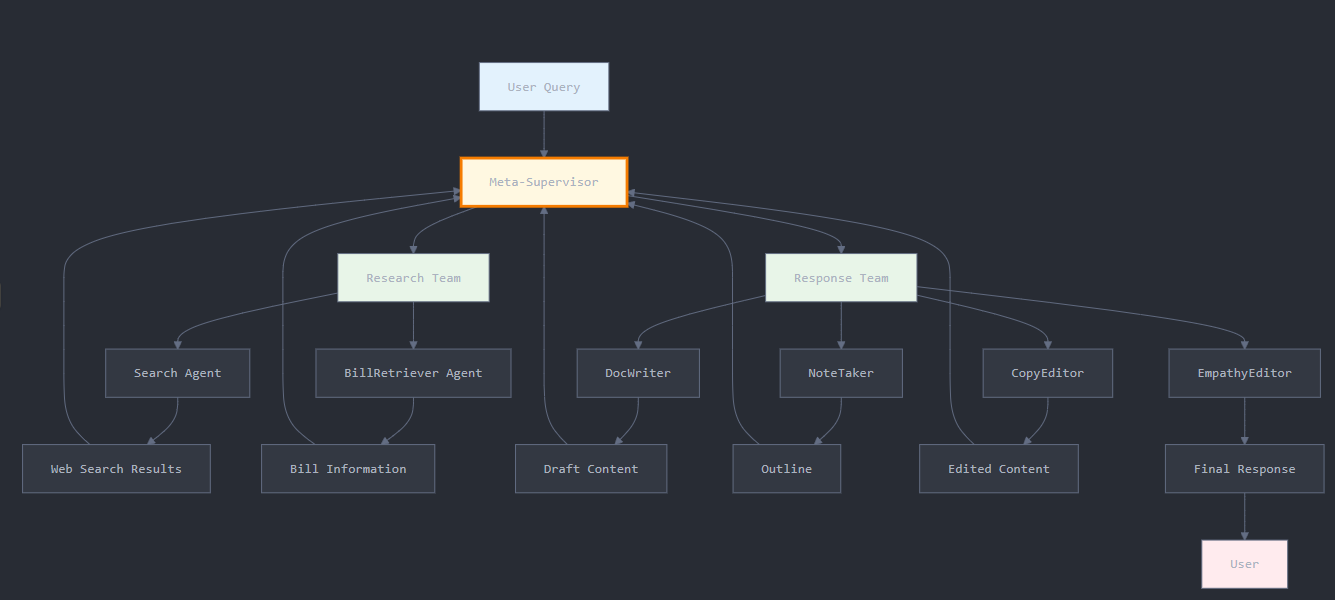 User Query
Meta-Supervisor
Research Team
Response Team
Search Agent
BillRetriever Agent
DocWriter
NoteTaker
CopyEditor
EmpathyEditor
Web Search Results
Bill Information
Draft Content
Outline
Edited Content
Final Response
User